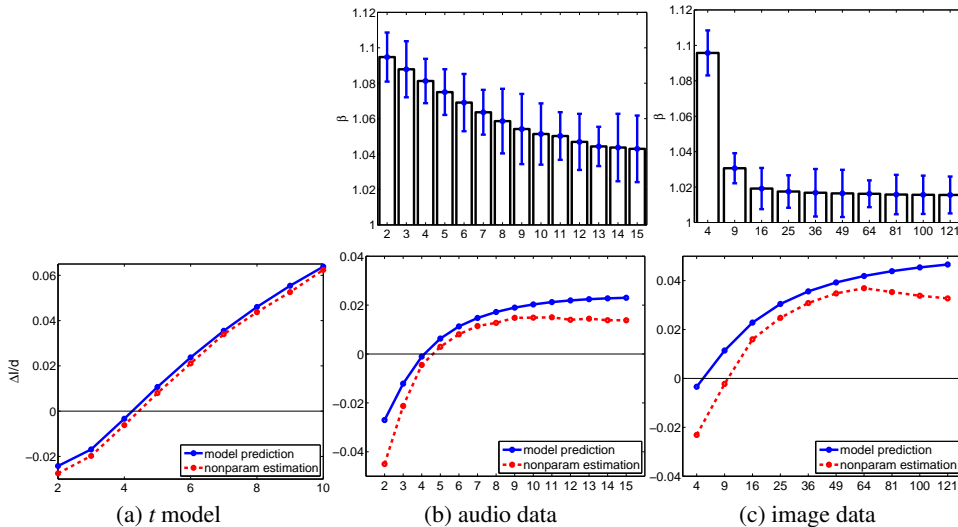 1.12
1.1
1.08
1.06
1.04
1.02
1
β
2 3 4 5 6 7 8 9 10 11 12 13 14 15
1.12
1.1
1.08
1.06
1.04
1.02
1
β
4 9 16 25 36 49 64 81 100 121
0.06
0.04
0.02
0
−0.02
ΔI/d
2 4 6 8 10
model prediction
nonparam estimation
0.04
0.02
0
−0.02
−0.04
2 3 4 5 6 7 8 9 10 11 12 13 14 15
model prediction
nonparam estimation
0.04
0.02
0
−0.02
−0.04
4 9 16 25 36 49 64 81 100 121
model prediction
nonparam estimation
(a) t model
(b) audio data
(c) image data